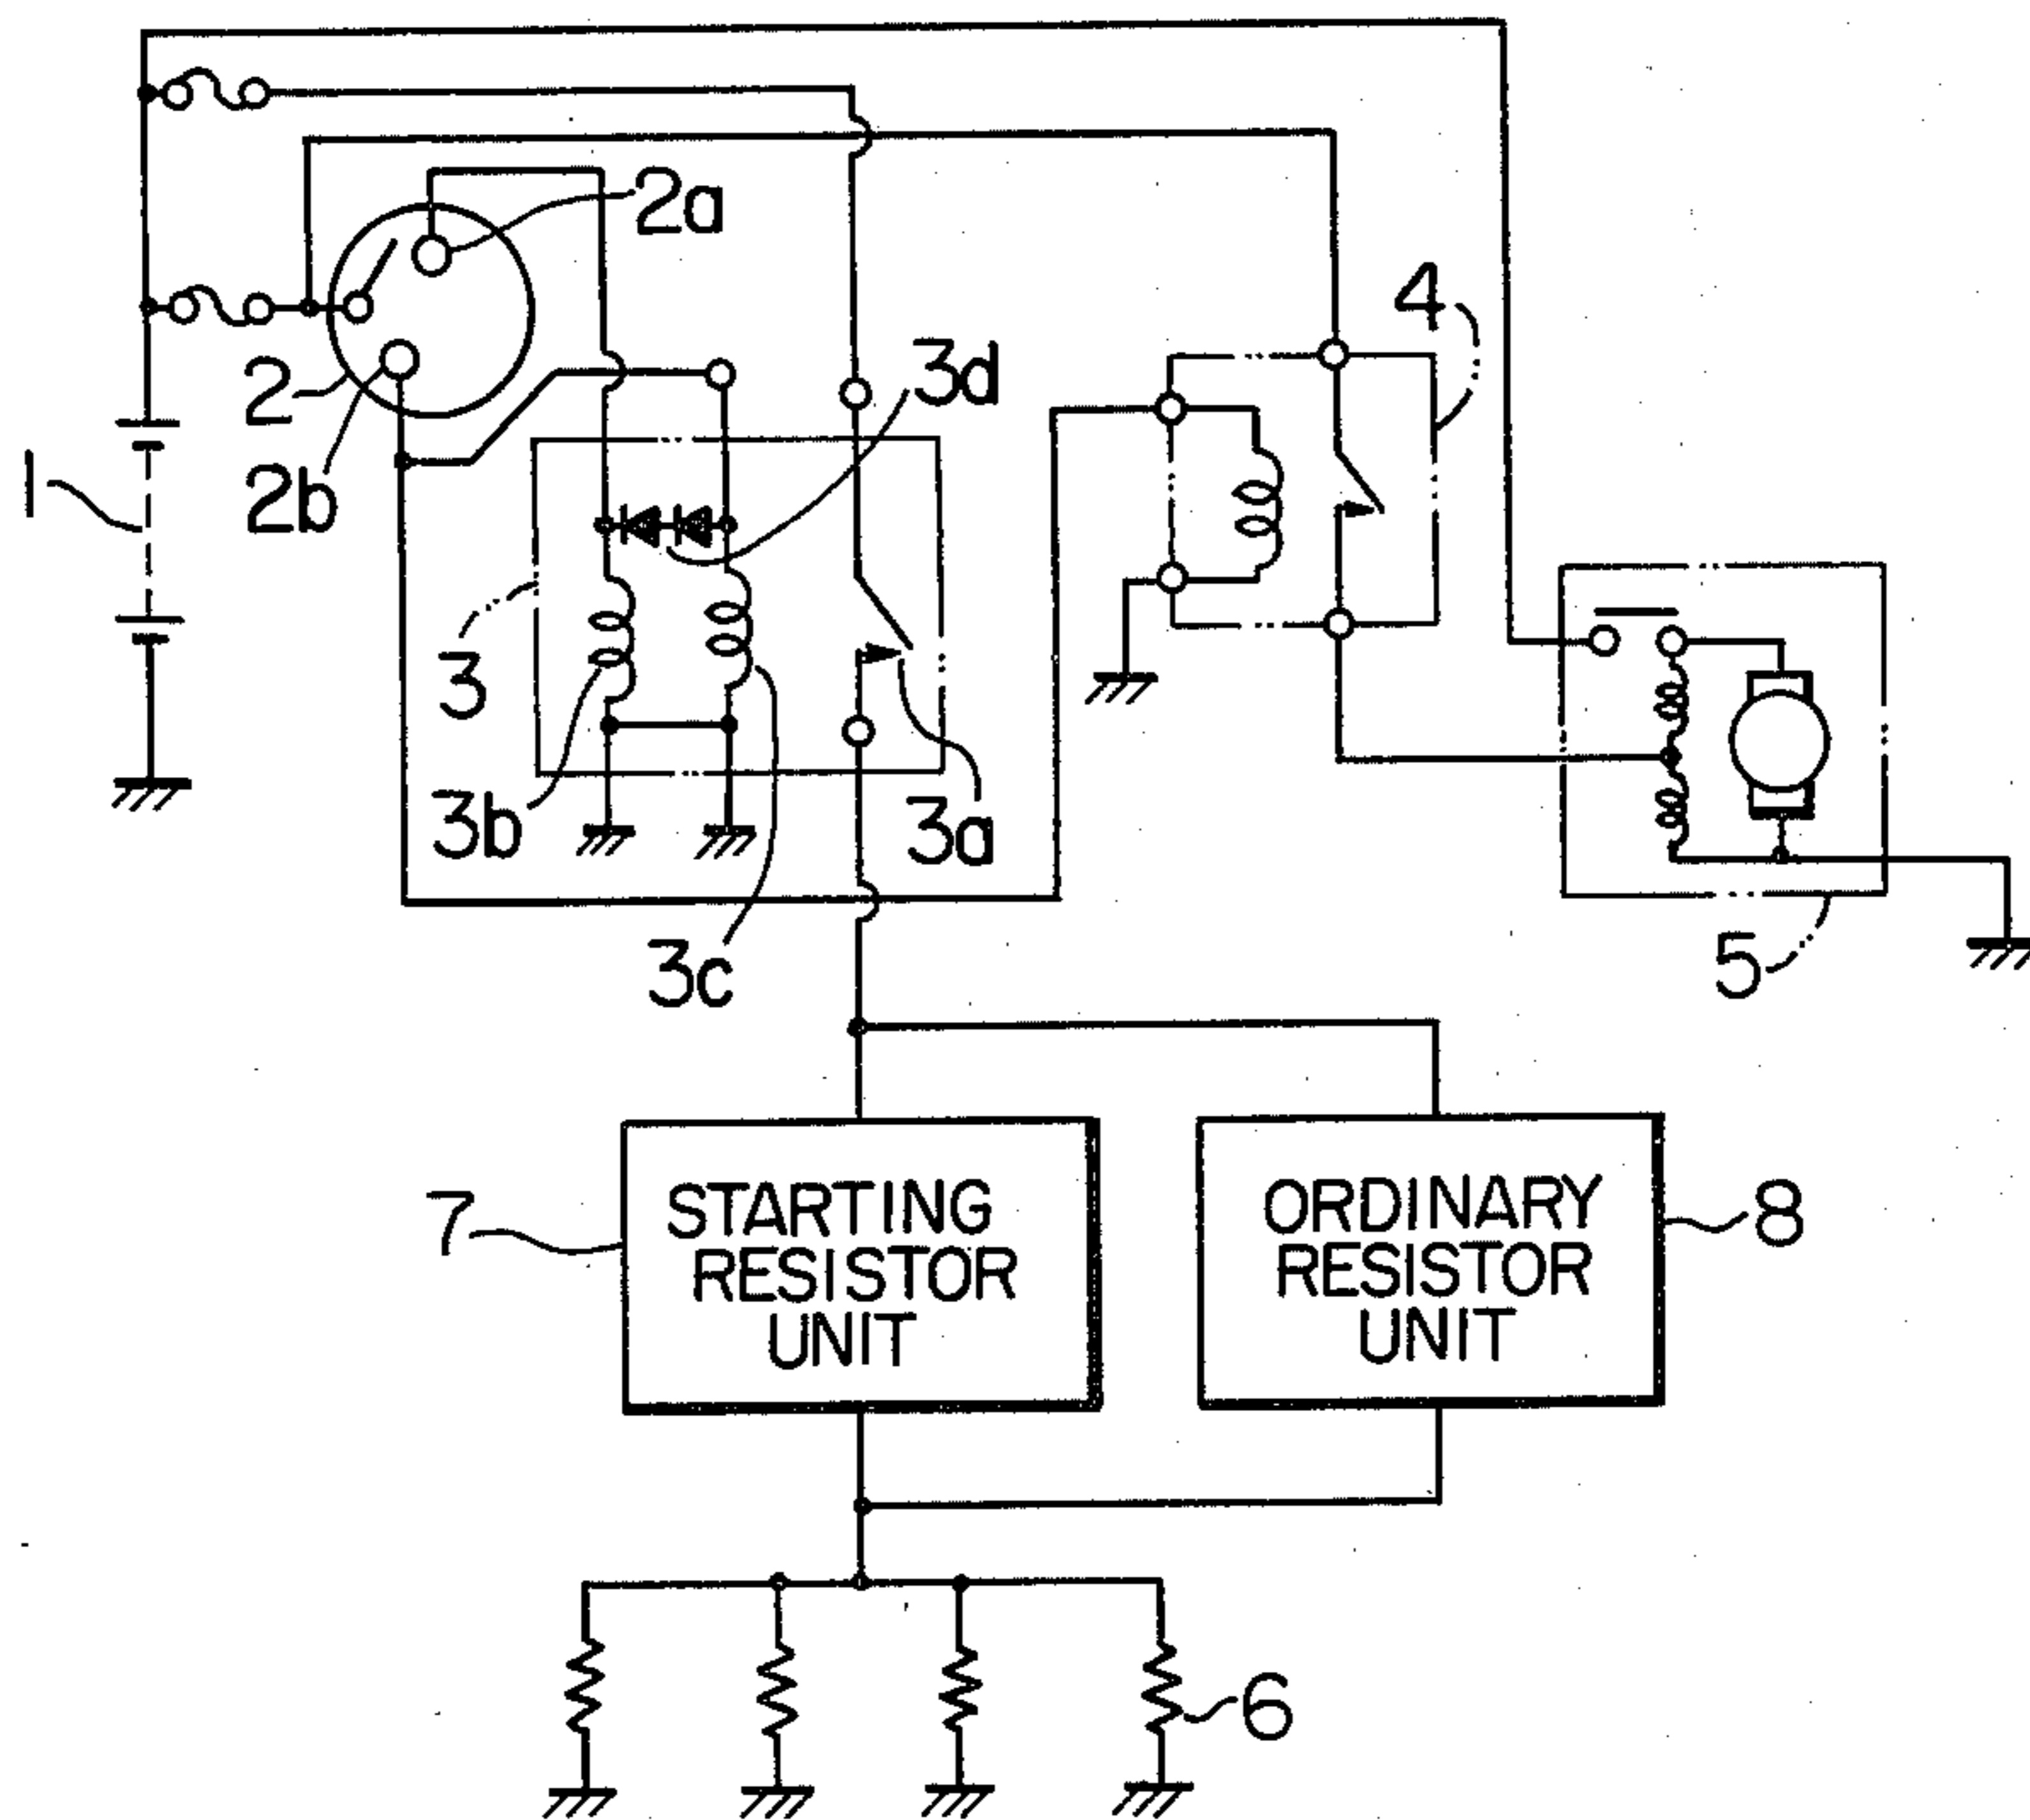 2a
4
3d
2
1
2b
3
3b
3a
3c
5
7
STARTING
RESISTOR
UNIT
ORDINARY
RESISTOR
UNIT
8
6